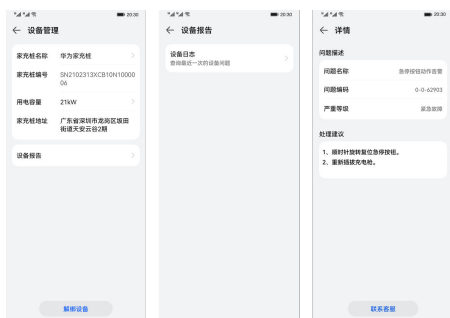 20:30
← 设备管理
家充桩名称 华为家充桩
家充桩编号 SN2102313XCB10N10000
06
用电容量 21kW
家充桩地址 广东省深圳市龙岗区坂田
街道天安云谷2期
设备报告
解绑设备
20:30
← 设备报告
设备日志
查询最近一次的设备问题
20:30
← 详情
问题描述
问题名称 急停按钮动作告警
问题编码 0-0-62903
严重等级 紧急故障
处理建议
1、顺时针旋转复位急停按钮。
2、重新插拔充电枪。
联系客服